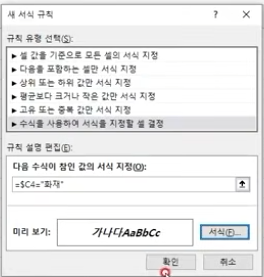 새 서식 규칙
규칙 유형 선택(S):
► 셀 값을 기준으로 모든 셀의 서식 지정
► 다음을 포함하는 셀만 서식 지정
► 상위 또는 하위 값만 서식 지정
► 평균보다 크거나 작은 값만 서식 지정
► 고유 또는 중복 값만 서식 지정
► 수식을 사용하여 서식을 지정할 셀 결정
규칙 설명 편집(E):
다음 수식이 참인 값의 서식 지정(O):
=$C4="화재"
미리 보기: 가나다AaBbCc 서식(F)...
확인 취소